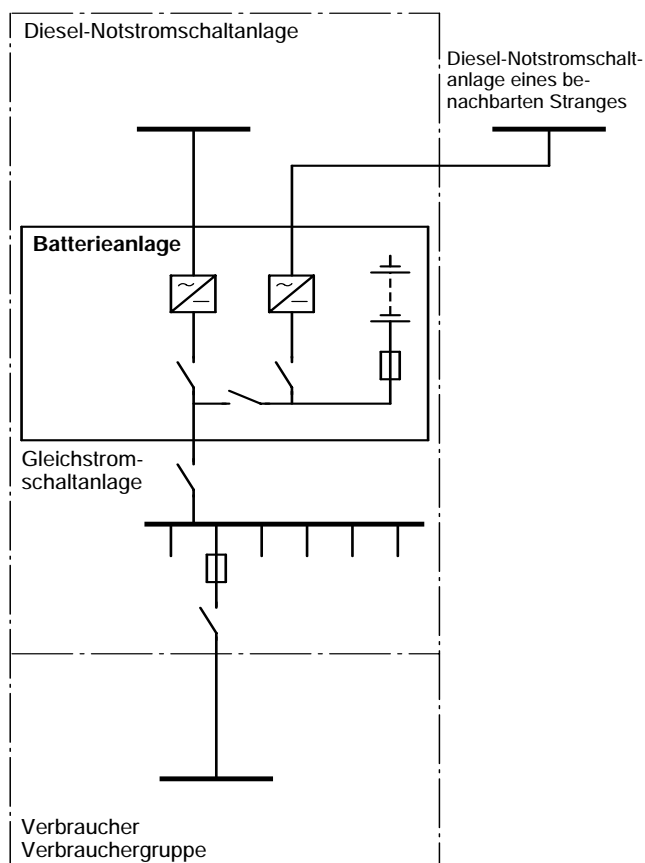 Diesel-Notstromschaltanlage
Diesel-Notstromschalt-
anlage eines be-
nachbarten Stranges
Batterieanlage
Gleichstrom-
schaltanlage
Verbraucher
Verbrauchergruppe